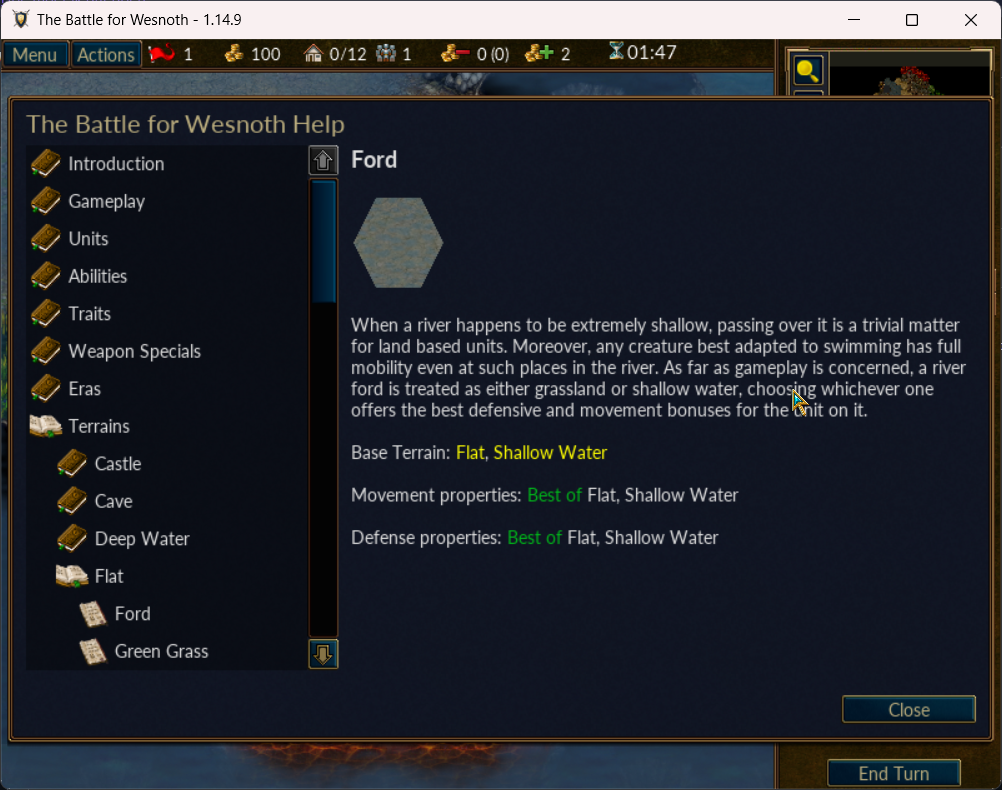 The Battle for Wesnoth - 1.14.9
Menu Actions 1 100 0/12 1 0 (0) 2 01:47
The Battle for Wesnoth Help
Introduction
Gameplay
Units
Abilities
Traits
Weapon Specials
Eras
Terrains
Castle
Cave
Deep Water
Flat
Ford
Green Grass
Ford
When a river happens to be extremely shallow, passing over it is a trivial matter
for land based units. Moreover, any creature best adapted to swimming has full
mobility even at such places in the river. As far as gameplay is concerned, a river
ford is treated as either grassland or shallow water, choosing whichever one
offers the best defensive and movement bonuses for the unit on it.
Base Terrain: Flat, Shallow Water
Movement properties: Best of Flat, Shallow Water
Defense properties: Best of Flat, Shallow Water
Close
End Turn